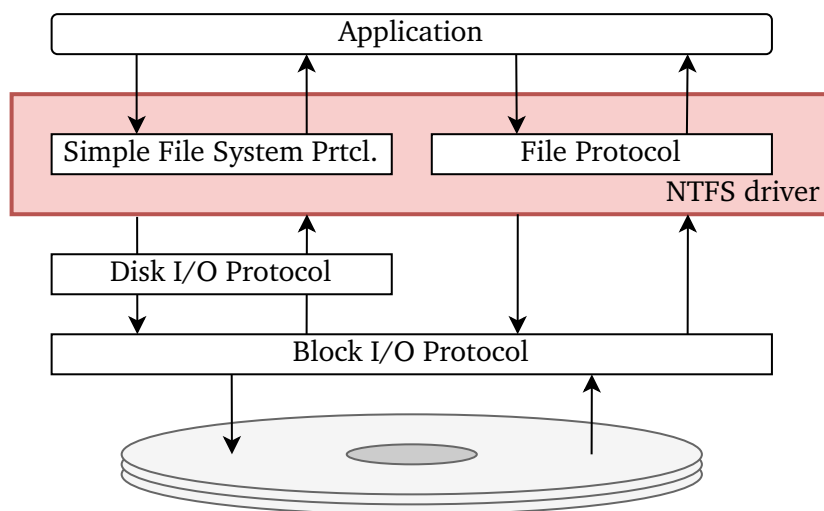 Application
Simple File System Prtcl.
File Protocol
NTFS driver
Disk I/O Protocol
Block I/O Protocol